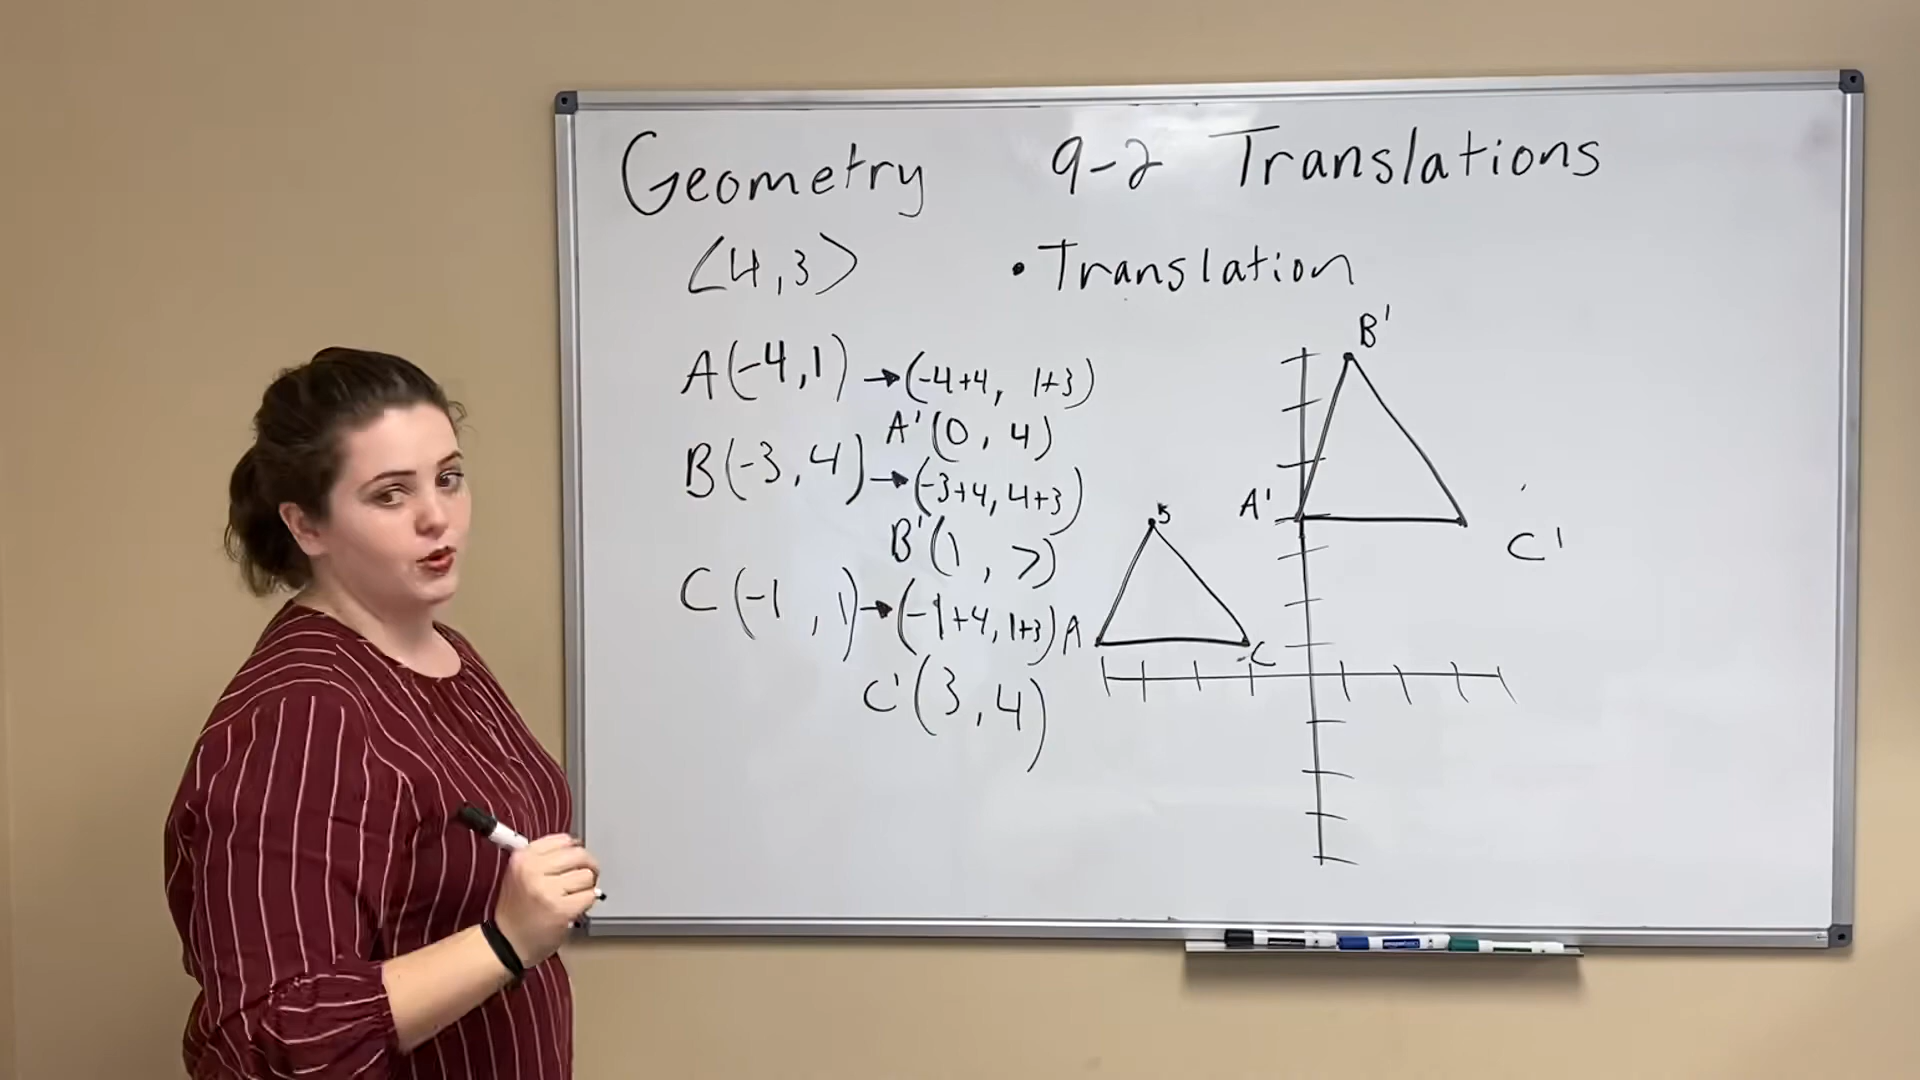 Geometry 9-2 Translations
⟨4,3⟩ • Translation
A(-4,1) → (-4+4, 1+3)
A'(0, 4)
B(-3,4) → (-3+4, 4+3)
B'(1, 7)
C(-1,1) → (-1+4, 1+3)
C'(3,4)
B'
A'
C'
B
A
C